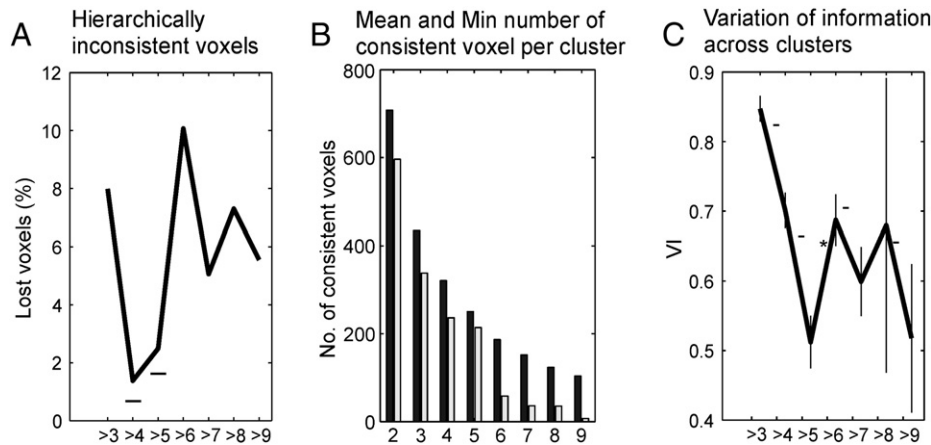 A
Hierarchically
inconsistent voxels
Lost voxels (%)
12
10
8
6
4
2
0
>3 >4 >5 >6 >7 >8 >9
B
Mean and Min number of
consistent voxel per cluster
No. of consistent voxels
800
600
400
200
0
2 3 4 5 6 7 8 9
C
Variation of information
across clusters
VI
0.9
0.8
0.7
0.6
0.5
0.4
*
>3 >4 >5 >6 >7 >8 >9